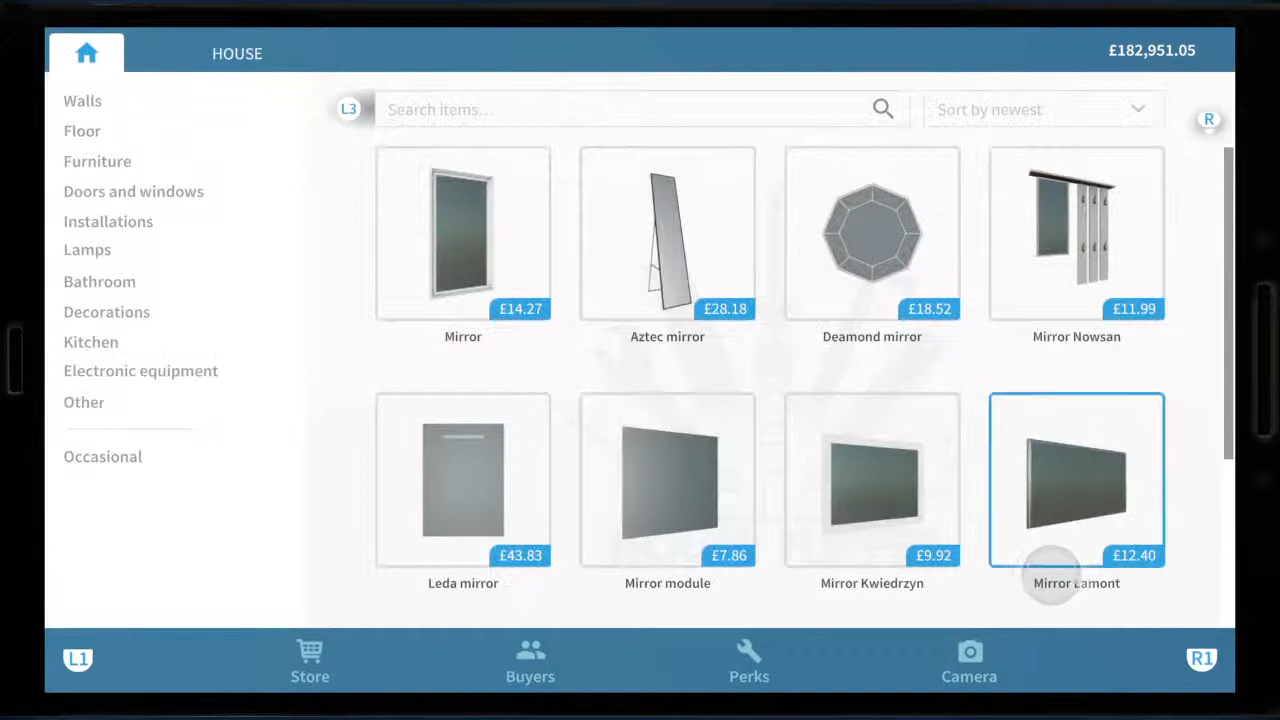 HOUSE
£182,951.05
Walls
Floor
Furniture
Doors and windows
Installations
Lamps
Bathroom
Decorations
Kitchen
Electronic equipment
Other
Occasional
L3
Search items...
Sort by newest
R
£14.27
£28.18
£18.52
£11.99
Mirror
Aztec mirror
Deamond mirror
Mirror Nowsan
£43.83
£7.86
£9.92
£12.40
Leda mirror
Mirror module
Mirror Kwiedrzyn
Mirror Lamont
L1
Store
Buyers
Perks
Camera
R1